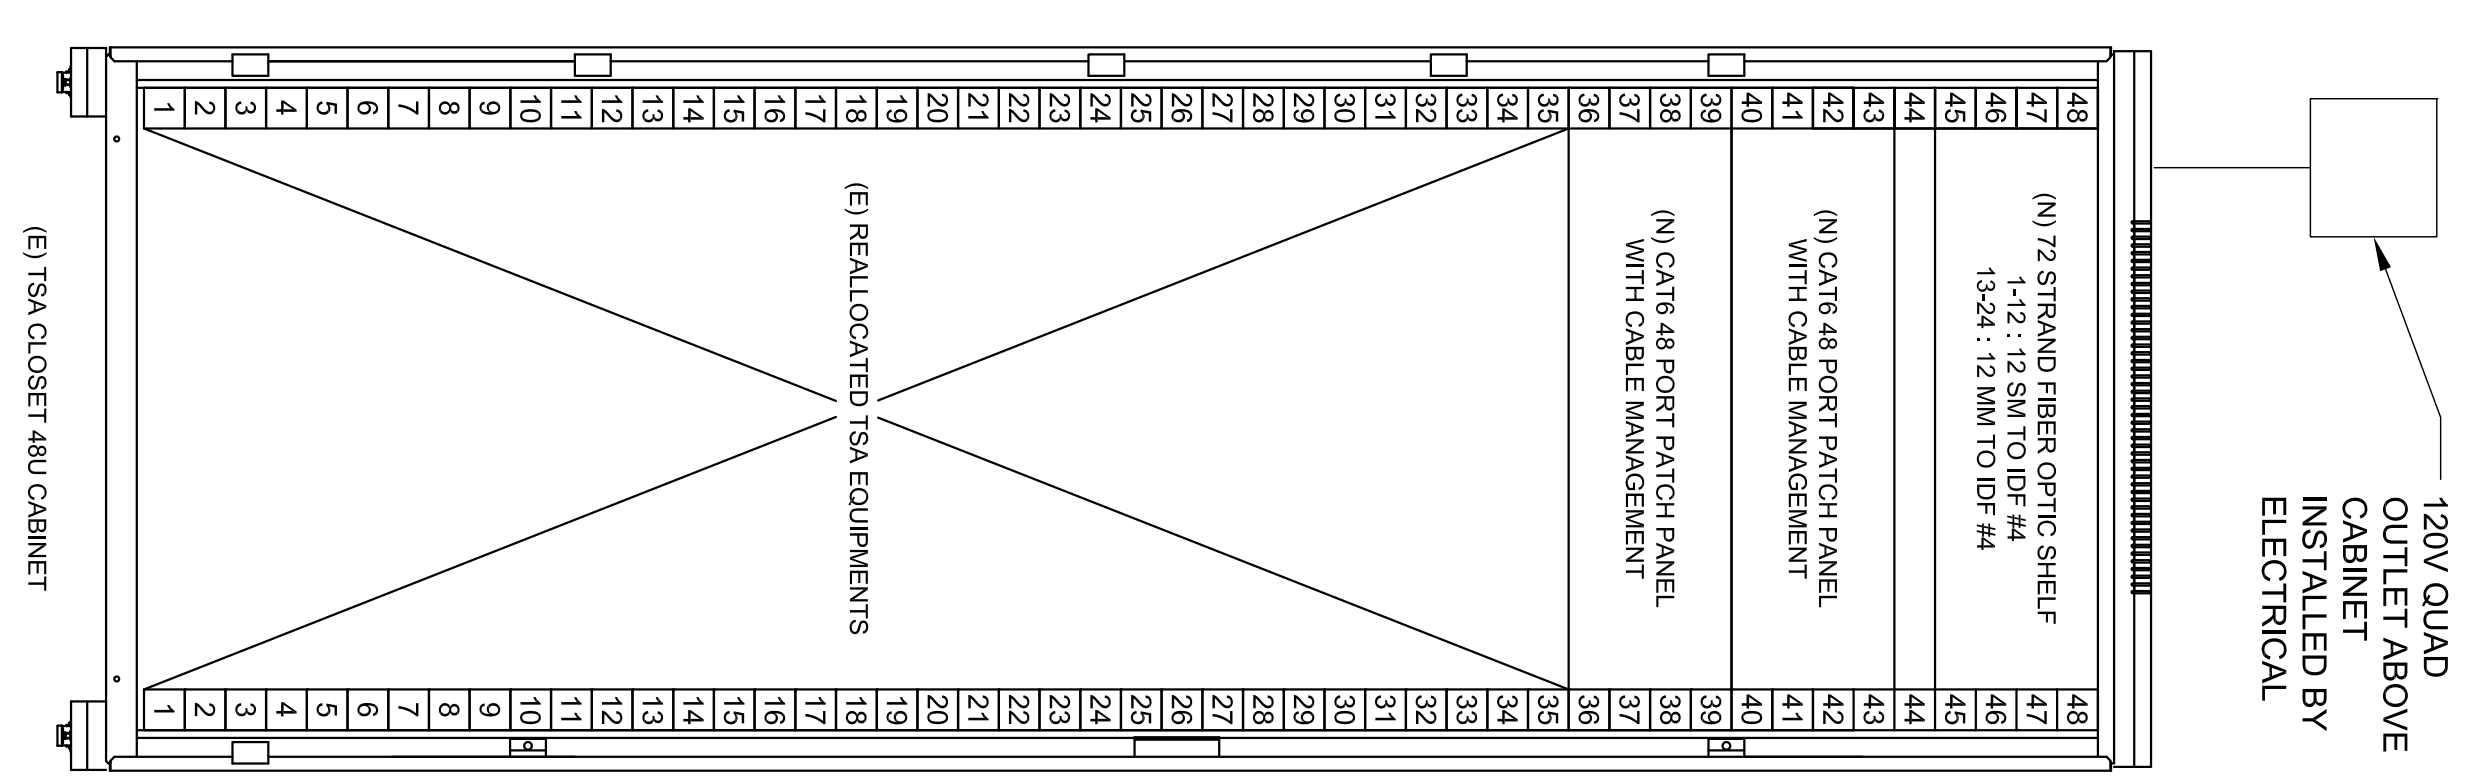 120V QUAD
OUTLET ABOVE
CABINET
INSTALLED BY
ELECTRICAL
48 48
47 (N) 72 STRAND FIBER OPTIC SHELF 47
1-12 : 12 SM TO IDF #4
46 13-24 : 12 MM TO IDF #4 46
45 45
44 44
43 43
42 (N) CAT6 48 PORT PATCH PANEL 42
41 WITH CABLE MANAGEMENT 41
40 40
39 39
38 (N) CAT6 48 PORT PATCH PANEL 38
37 WITH CABLE MANAGEMENT 37
36 36
35 35
34 34
33 33
32 32
31 31
30 30
29 29
28 28
27 27
26 26
25 25
24 24
23 23
22 22
21 21
20 20
19 19
18 (E) REALLOCATED TSA EQUIPMENTS 18
17 17
16 16
15 15
14 14
13 13
12 12
11 11
10 10
9 9
8 8
7 7
6 6
5 5
4 4
3 3
2 2
1 1
(E) TSA CLOSET 48U CABINET